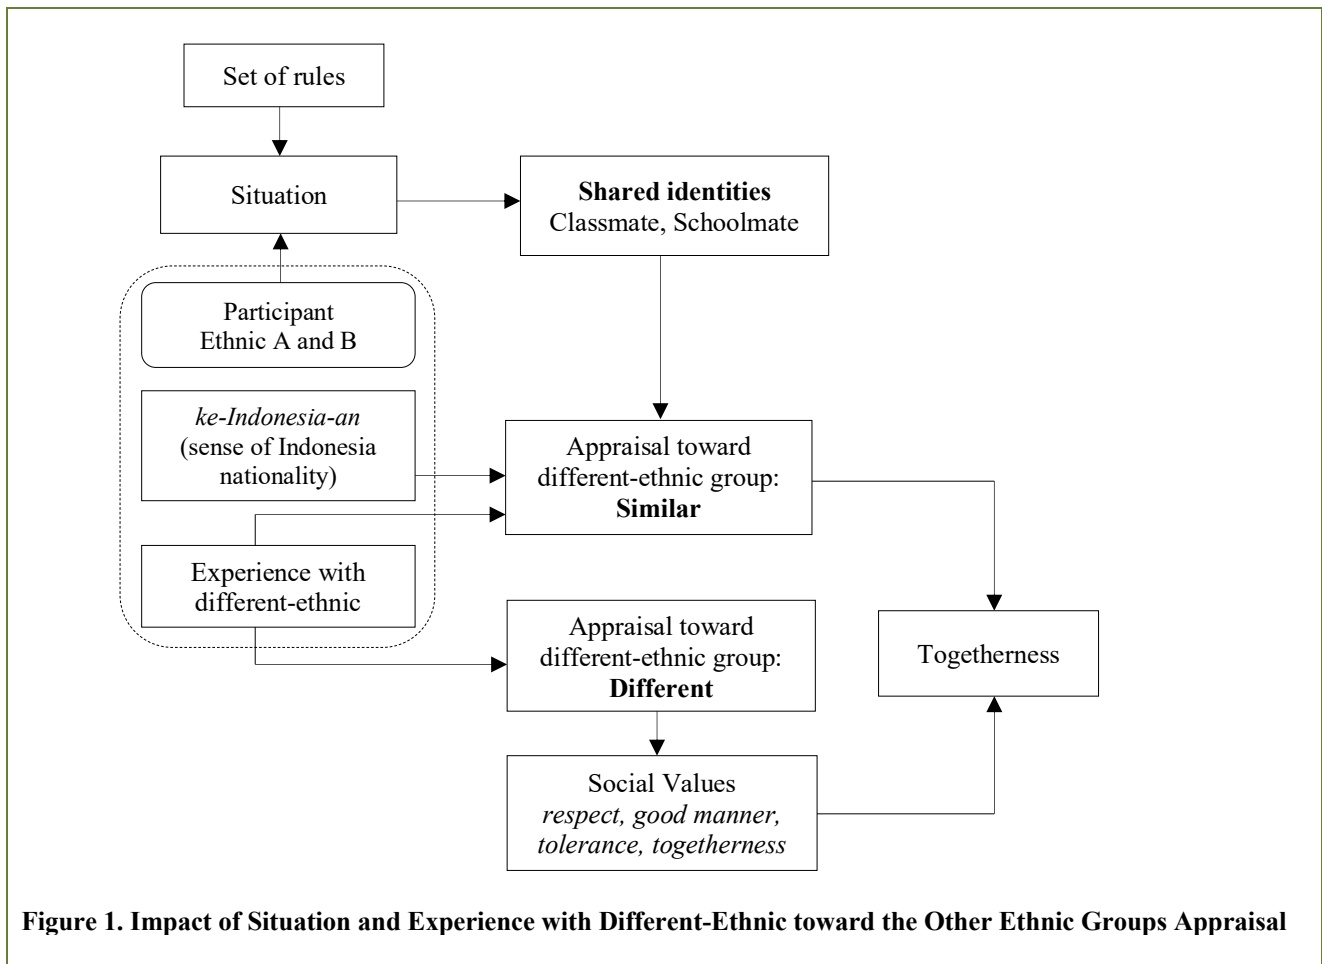 Set of rules
Situation
Shared identities
Classmate, Schoolmate
Participant
Ethnic A and B
ke-Indonesia-an
(sense of Indonesia
nationality)
Appraisal toward
different-ethnic group:
Similar
Experience with
different-ethnic
Appraisal toward
different-ethnic group:
Different
Togetherness
Social Values
respect, good manner,
tolerance, togetherness
Figure 1. Impact of Situation and Experience with Different-Ethnic toward the Other Ethnic Groups Appraisal